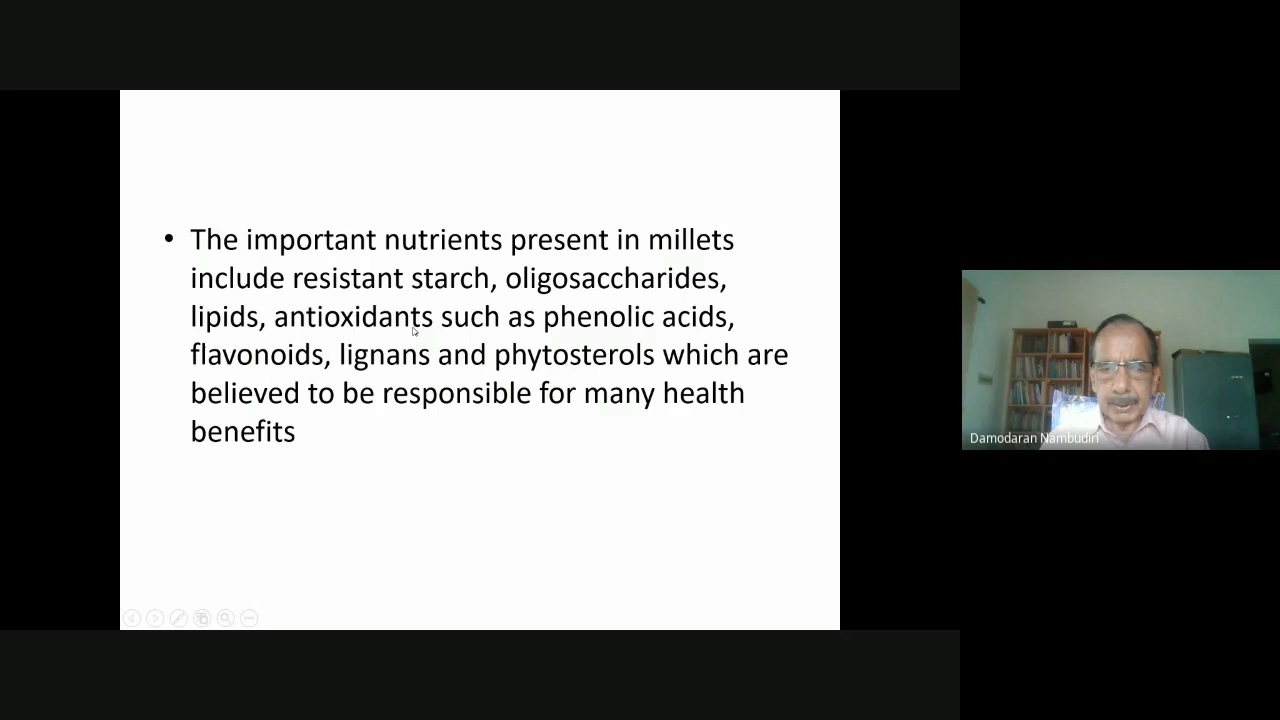 • The important nutrients present in millets
include resistant starch, oligosaccharides,
lipids, antioxidants such as phenolic acids,
flavonoids, lignans and phytosterols which are
believed to be responsible for many health
benefits
Damodaran Nambudiri